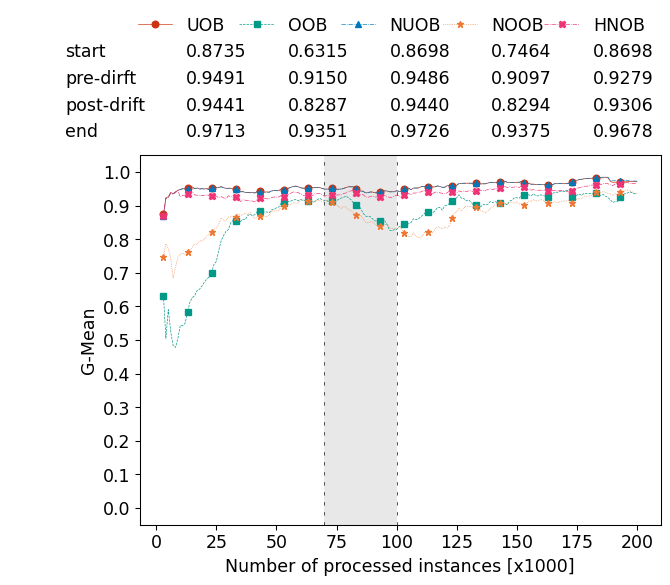 UOB OOB NUOB NOOB HNOB
start 0.8735 0.6315 0.8698 0.7464 0.8698
pre-dirft 0.9491 0.9150 0.9486 0.9097 0.9279
post-drift 0.9441 0.8287 0.9440 0.8294 0.9306
end 0.9713 0.9351 0.9726 0.9375 0.9678
1.0
0.9
0.8
0.7
0.6
0.5
0.4
0.3
0.2
0.1
0.0
G-Mean
0 25 50 75 100 125 150 175 200
Number of processed instances [x1000]